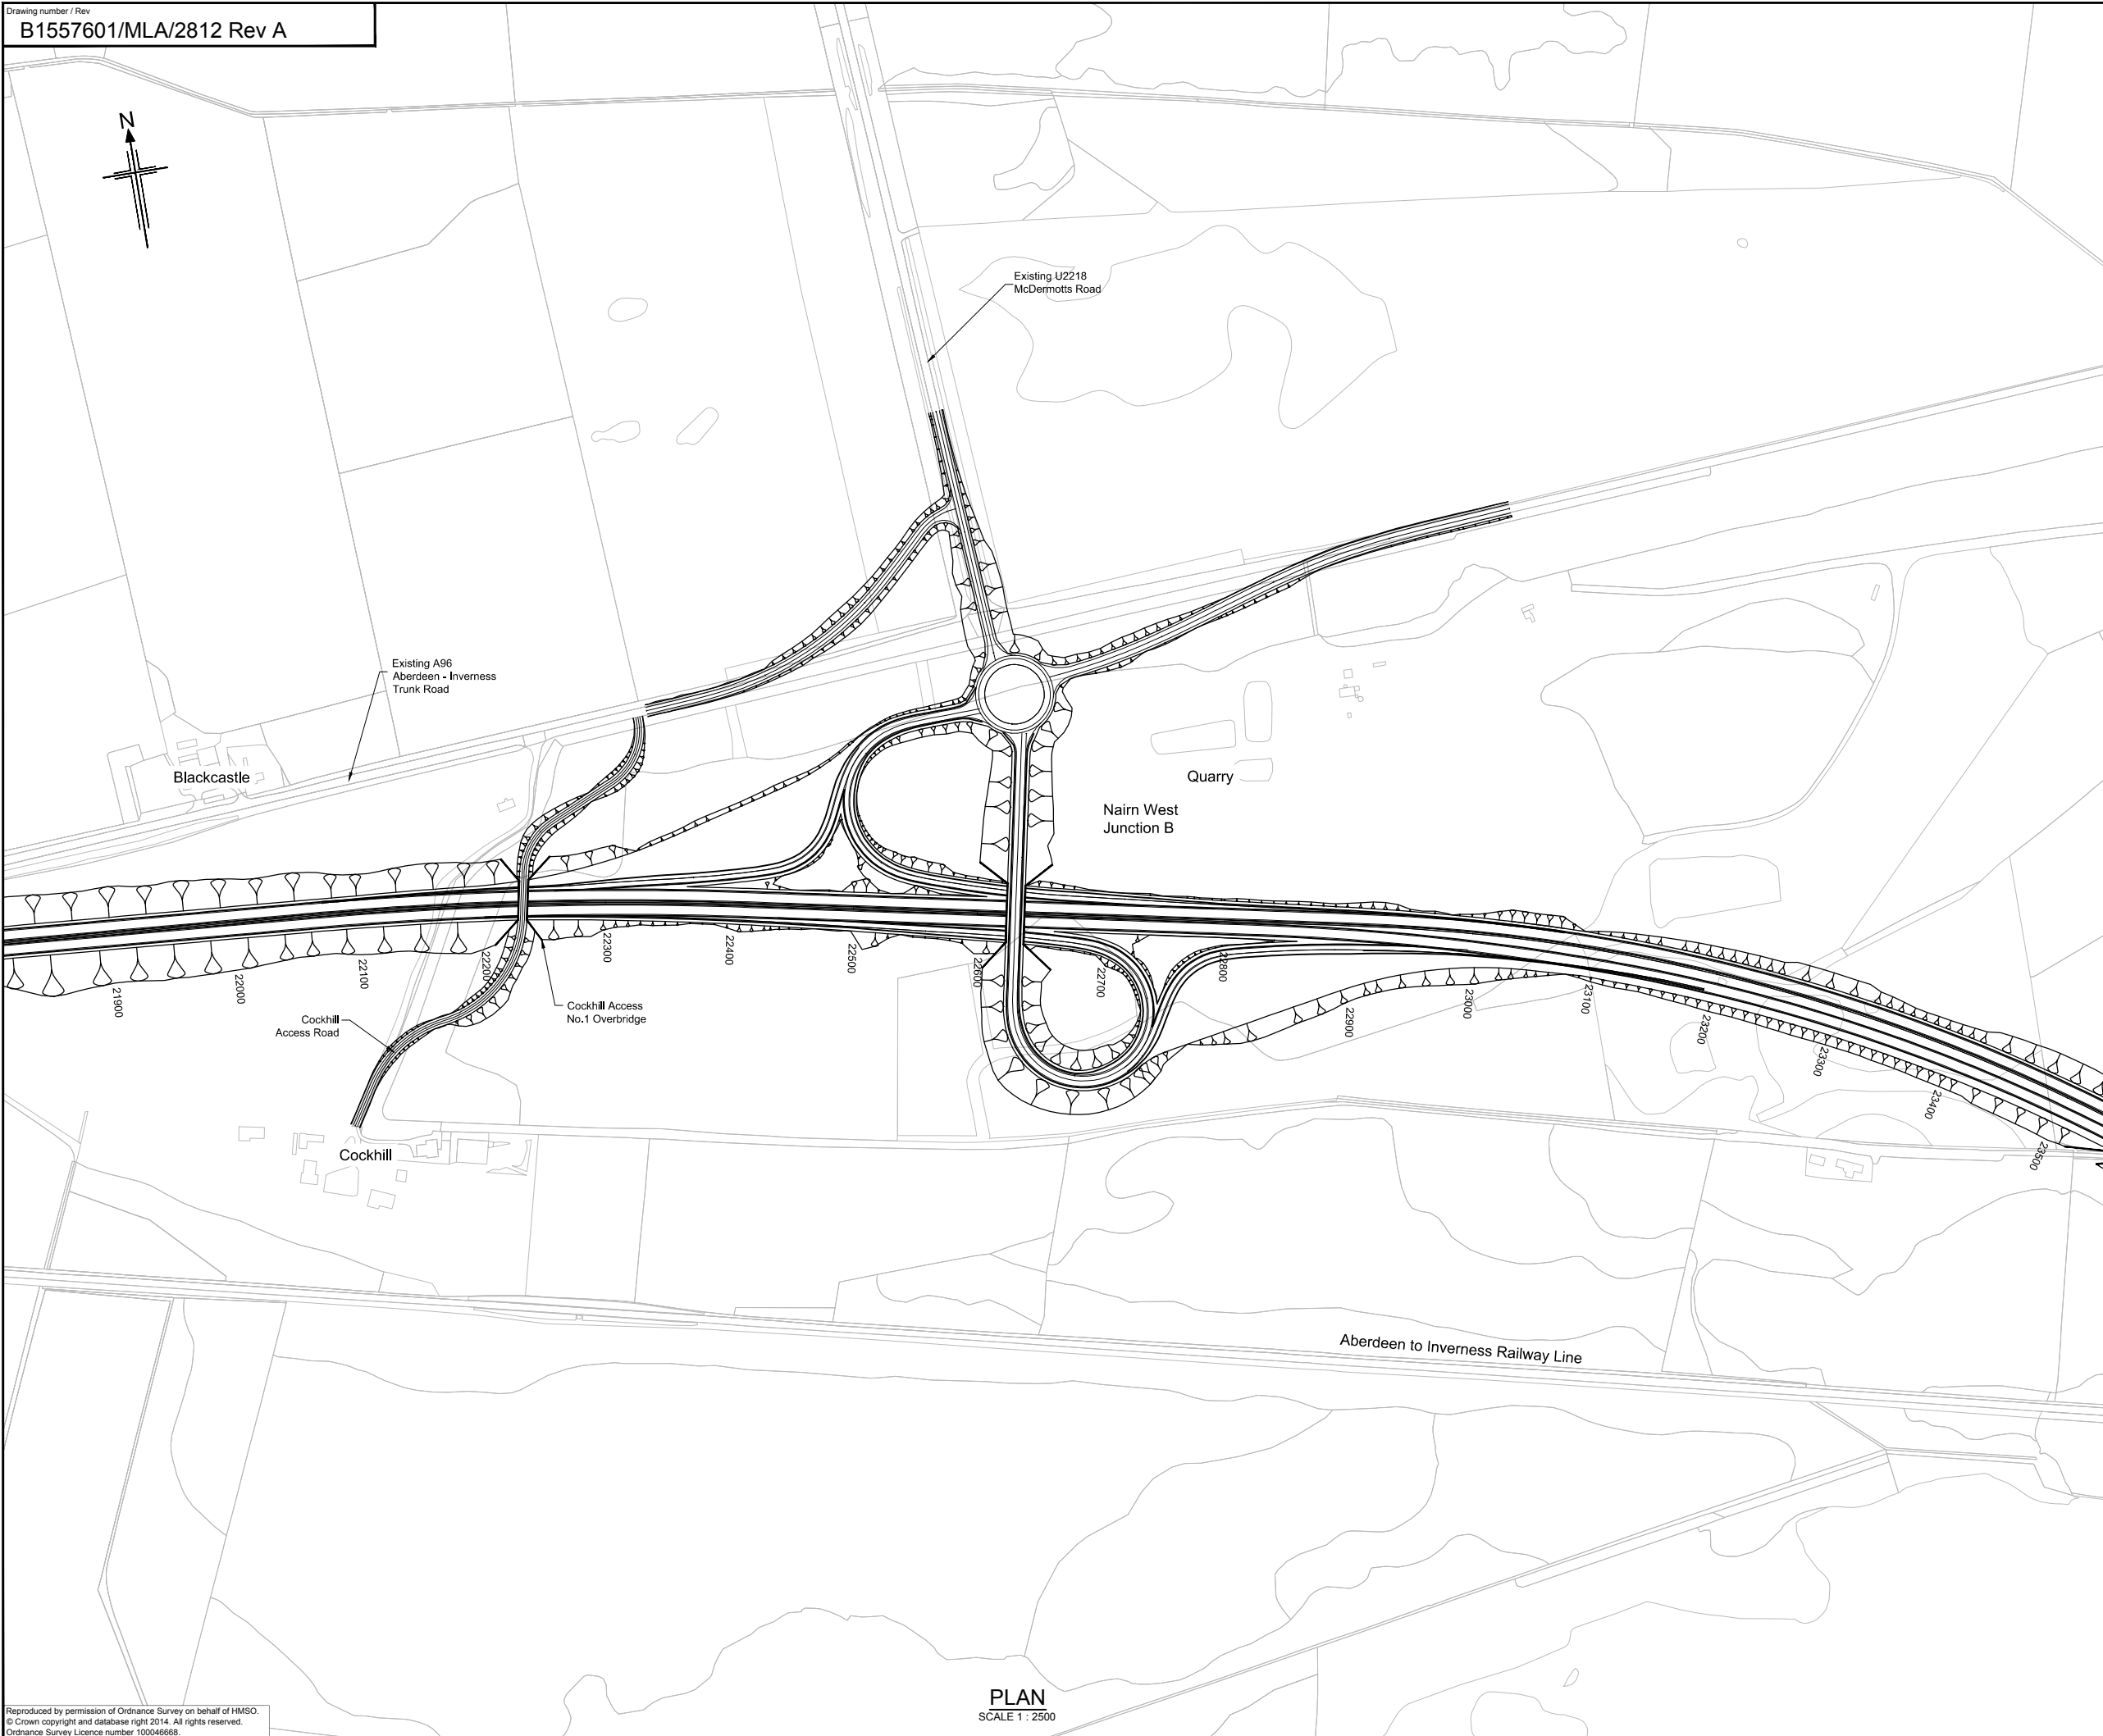 Drawing number / Rev
B1557601/MLA/2812 Rev A
N
Existing U2218
McDermotts Road
Existing A96
Aberdeen - Inverness
Trunk Road
Blackcastle
Quarry
Nairn West
Junction B
21900
22000
22100
22200
22300
22400
22500
22600
22700
22800
22900
23000
23100
23200
23300
23400
23500
Cockhill Access
No.1 Overbridge
Cockhill
Access Road
Cockhill
Aberdeen to Inverness Railway Line
PLAN
SCALE 1 : 2500
Reproduced by permission of Ordnance Survey on behalf of HMSO.
© Crown copyright and database right 2014. All rights reserved.
Ordnance Survey Licence number 100046668.